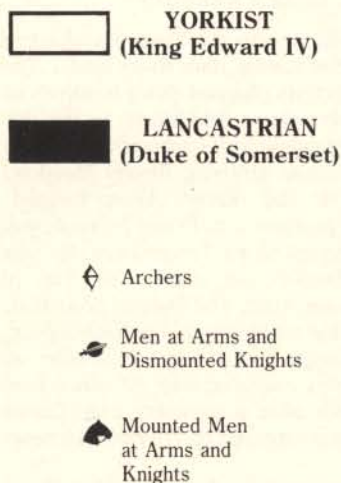 YORKIST
(King Edward IV)
LANCASTRIAN
(Duke of Somerset)
Archers
Men at Arms and
Dismounted Knights
Mounted Men
at Arms and
Knights